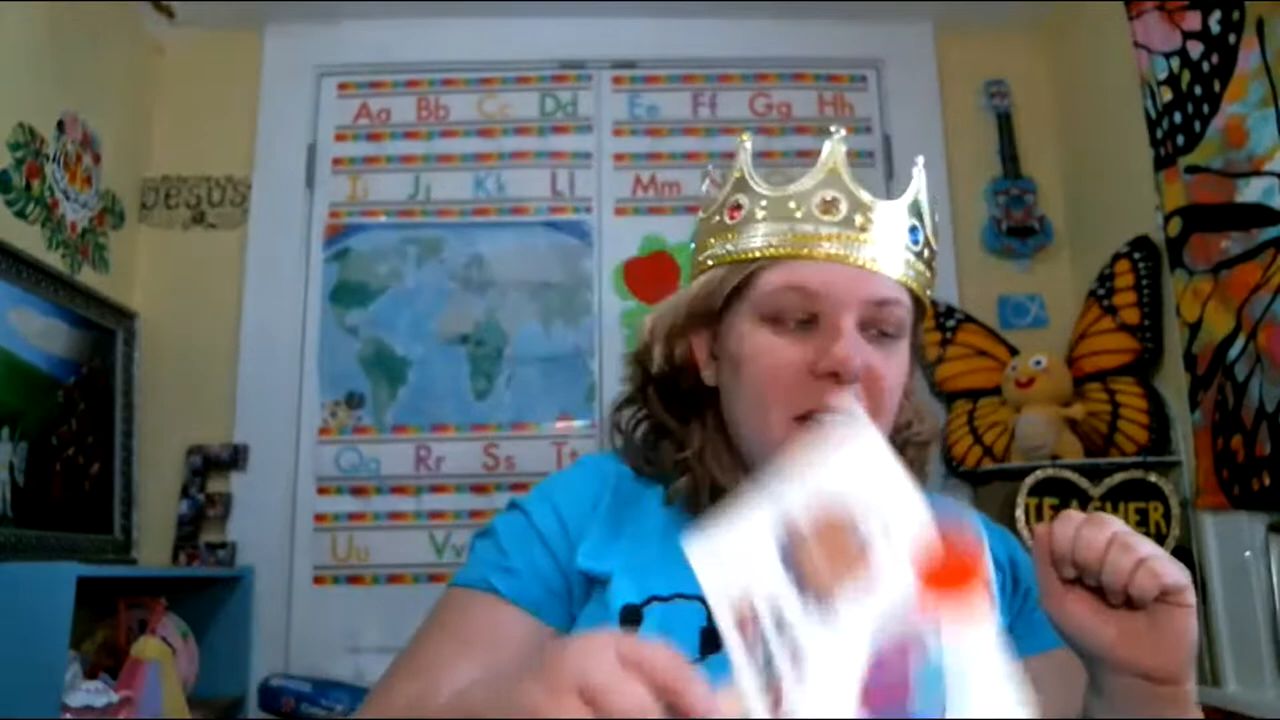 Aa Bb Cc Dd Ee Ff Gg Hh
Ii Jj Kk Ll Mm
Jesus
Qq Rr Ss Tt
TEACHER
Uu Vv